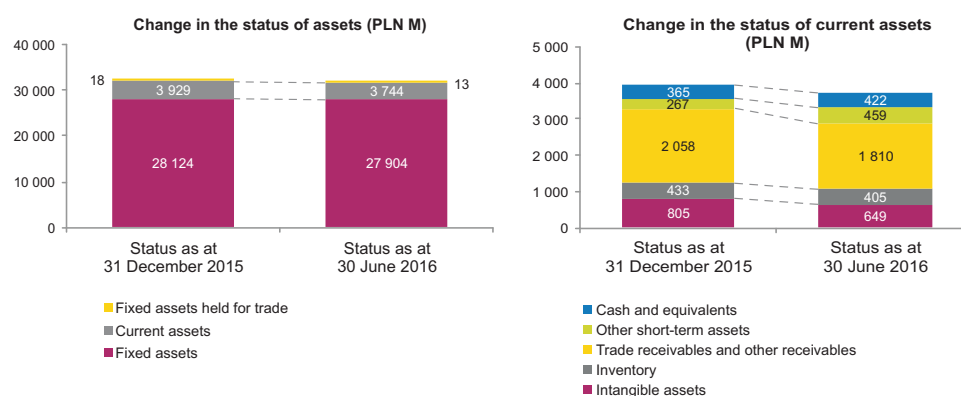 Change in the status of assets (PLN M)
40 000
30 000
20 000
10 000
0
18
3 929
28 124
3 744
13
27 904
Status as at
31 December 2015
Status as at
30 June 2016
Fixed assets held for trade
Current assets
Fixed assets
Change in the status of current assets
(PLN M)
5 000
4 000
3 000
2 000
1 000
0
365
267
2 058
433
805
422
459
1 810
405
649
Status as at
31 December 2015
Status as at
30 June 2016
Cash and equivalents
Other short-term assets
Trade receivables and other receivables
Inventory
Intangible assets